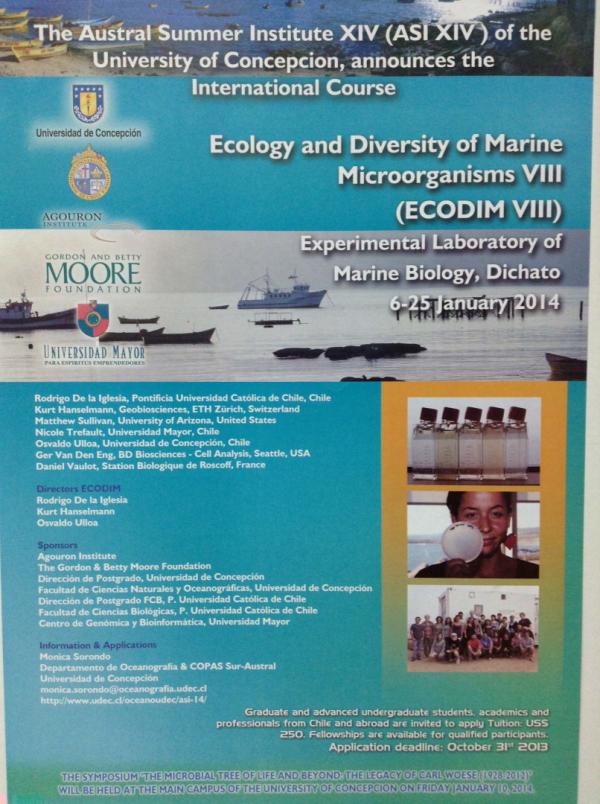 The Austral Summer Institute XIV (ASI XIV ) of the
University of Concepcion, announces the
International Course
Universidad de Concepción
Ecology and Diversity of Marine
Microorganisms VIII
(ECODIM VIII)
AGOURON
INSTITUTE
Experimental Laboratory of
Marine Biology, Dichato
6-25 January 2014
GORDON AND BETTY
MOORE
FOUNDATION
UNIVERSIDAD MAYOR
PARA ESPIRITUS EMPRENDEDORES
Rodrigo De la Iglesia, Pontificia Universidad Católica de Chile, Chile
Kurt Hanselmann, Geobiosciences, ETH Zürich, Switzerland
Matthew Sullivan, University of Arizona, United States
Nicole Trefault, Universidad Mayor, Chile
Osvaldo Ulloa, Universidad de Concepción, Chile
Ger Van Den Eng, BD Biosciences - Cell Analysis, Seattle, USA
Daniel Vaulot, Station Biologique de Roscoff, France
Directors ECODIM
Rodrigo De la Iglesia
Kurt Hanselmann
Osvaldo Ulloa
Sponsors
Agouron Institute
The Gordon & Betty Moore Foundation
Dirección de Postgrado, Universidad de Concepción
Facultad de Ciencias Naturales y Oceanográficas, Universidad de Concepción
Dirección de Postgrado FCB, P. Universidad Católica de Chile
Facultad de Ciencias Biológicas, P. Universidad Católica de Chile
Centro de Genómica y Bioinformática, Universidad Mayor
Information & Applications
Monica Sorondo
Departamento de Oceanografía & COPAS Sur-Austral
Universidad de Concepción
monica.sorondo@oceanografia.udec.cl
http://www.udec.cl/oceanoudec/asi-14/
Graduate and advanced undergraduate students, academics and
professionals from Chile and abroad are invited to apply Tuition: US$
250. Fellowships are available for qualified participants.
Application deadline: October 31st 2013
THE SYMPOSIUM "THE MICROBIAL TREE OF LIFE AND BEYOND: THE LEGACY OF CARL WOESE (1928-2012)"
WILL BE HELD AT THE MAIN CAMPUS OF THE UNIVERSITY OF CONCEPCION ON FRIDAY JANUARY 10, 2014.